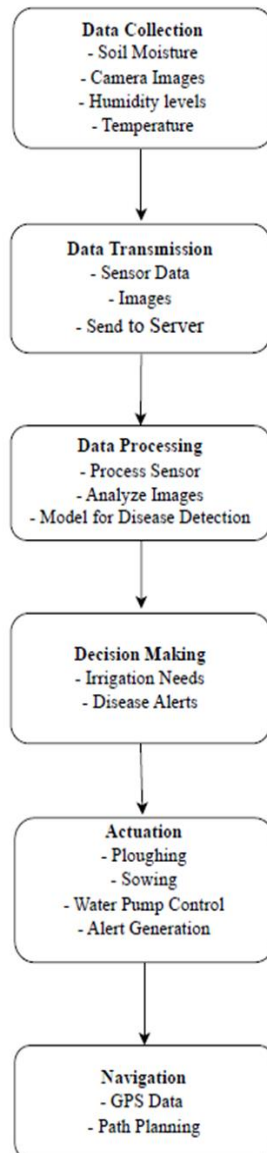 Data Collection
- Soil Moisture
- Camera Images
- Humidity levels
- Temperature
Data Transmission
- Sensor Data
- Images
- Send to Server
Data Processing
- Process Sensor
- Analyze Images
- Model for Disease Detection
Decision Making
- Irrigation Needs
- Disease Alerts
Actuation
- Ploughing
- Sowing
- Water Pump Control
- Alert Generation
Navigation
- GPS Data
- Path Planning